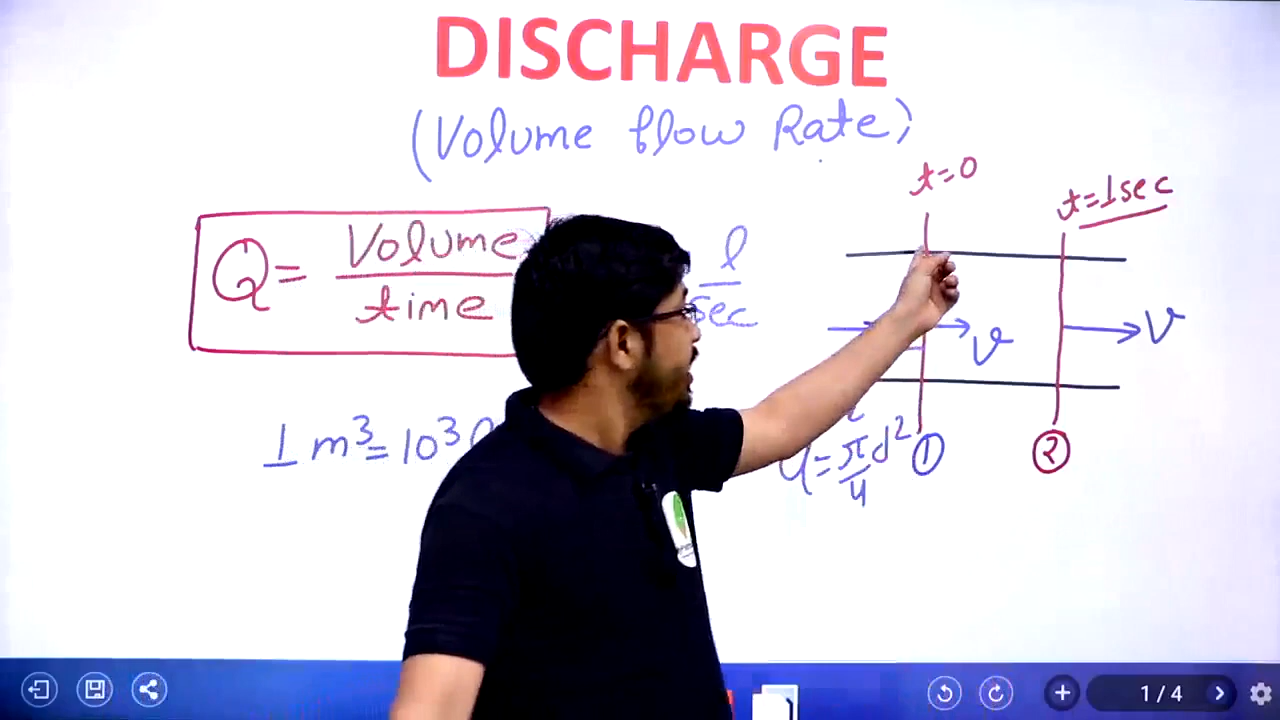 DISCHARGE
(Volume flow Rate)
t=0
t=1sec
Q = Volume / time
l / sec
V
V
1 m³ = 10³ l
π/4 d²
1
2
1 / 4